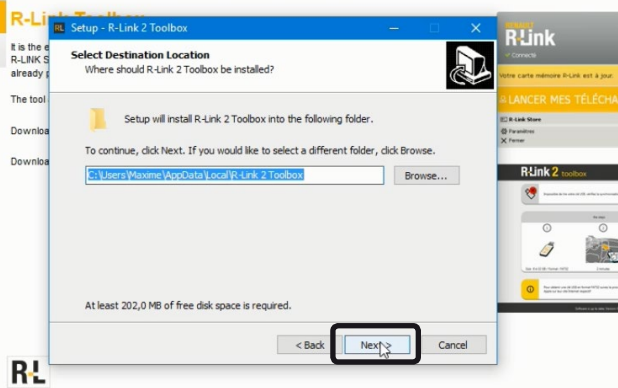 R-Link Toolbox
It is the e
R-LINK S
already p
The tool
Downloa
Downloa
RL Setup - R-Link 2 Toolbox
Select Destination Location
Where should R-Link 2 Toolbox be installed?
Setup will install R-Link 2 Toolbox into the following folder.
To continue, click Next. If you would like to select a different folder, click Browse.
C:\Users\Maxime\AppData\Local\R-Link 2 Toolbox
Browse...
At least 202,0 MB of free disk space is required.
< Back
Next >
Cancel
R-L
RENAULT
R-Link
Connecté
Votre carte mémoire R-Link est à jour.
LANCER MES TÉLÉCHA
R-Link Store
Paramètres
Fermer
R-Link 2 toolbox